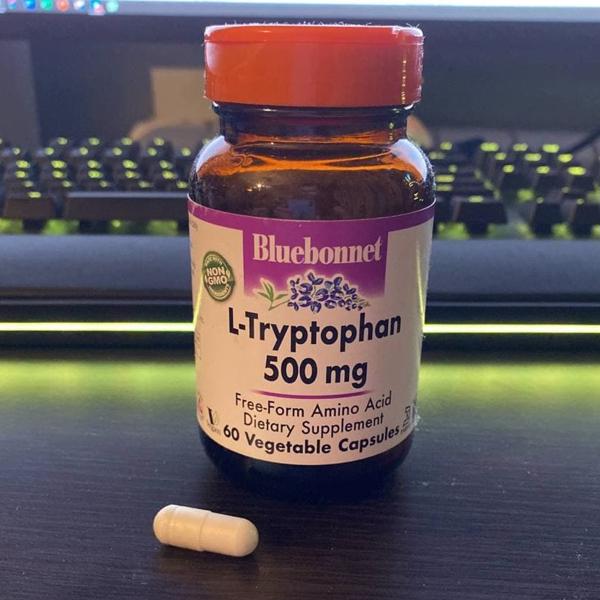 Bluebonnet
NON
GMO
L-Tryptophan
500 mg
Free-Form Amino Acid
Dietary Supplement
60 Vegetable Capsules